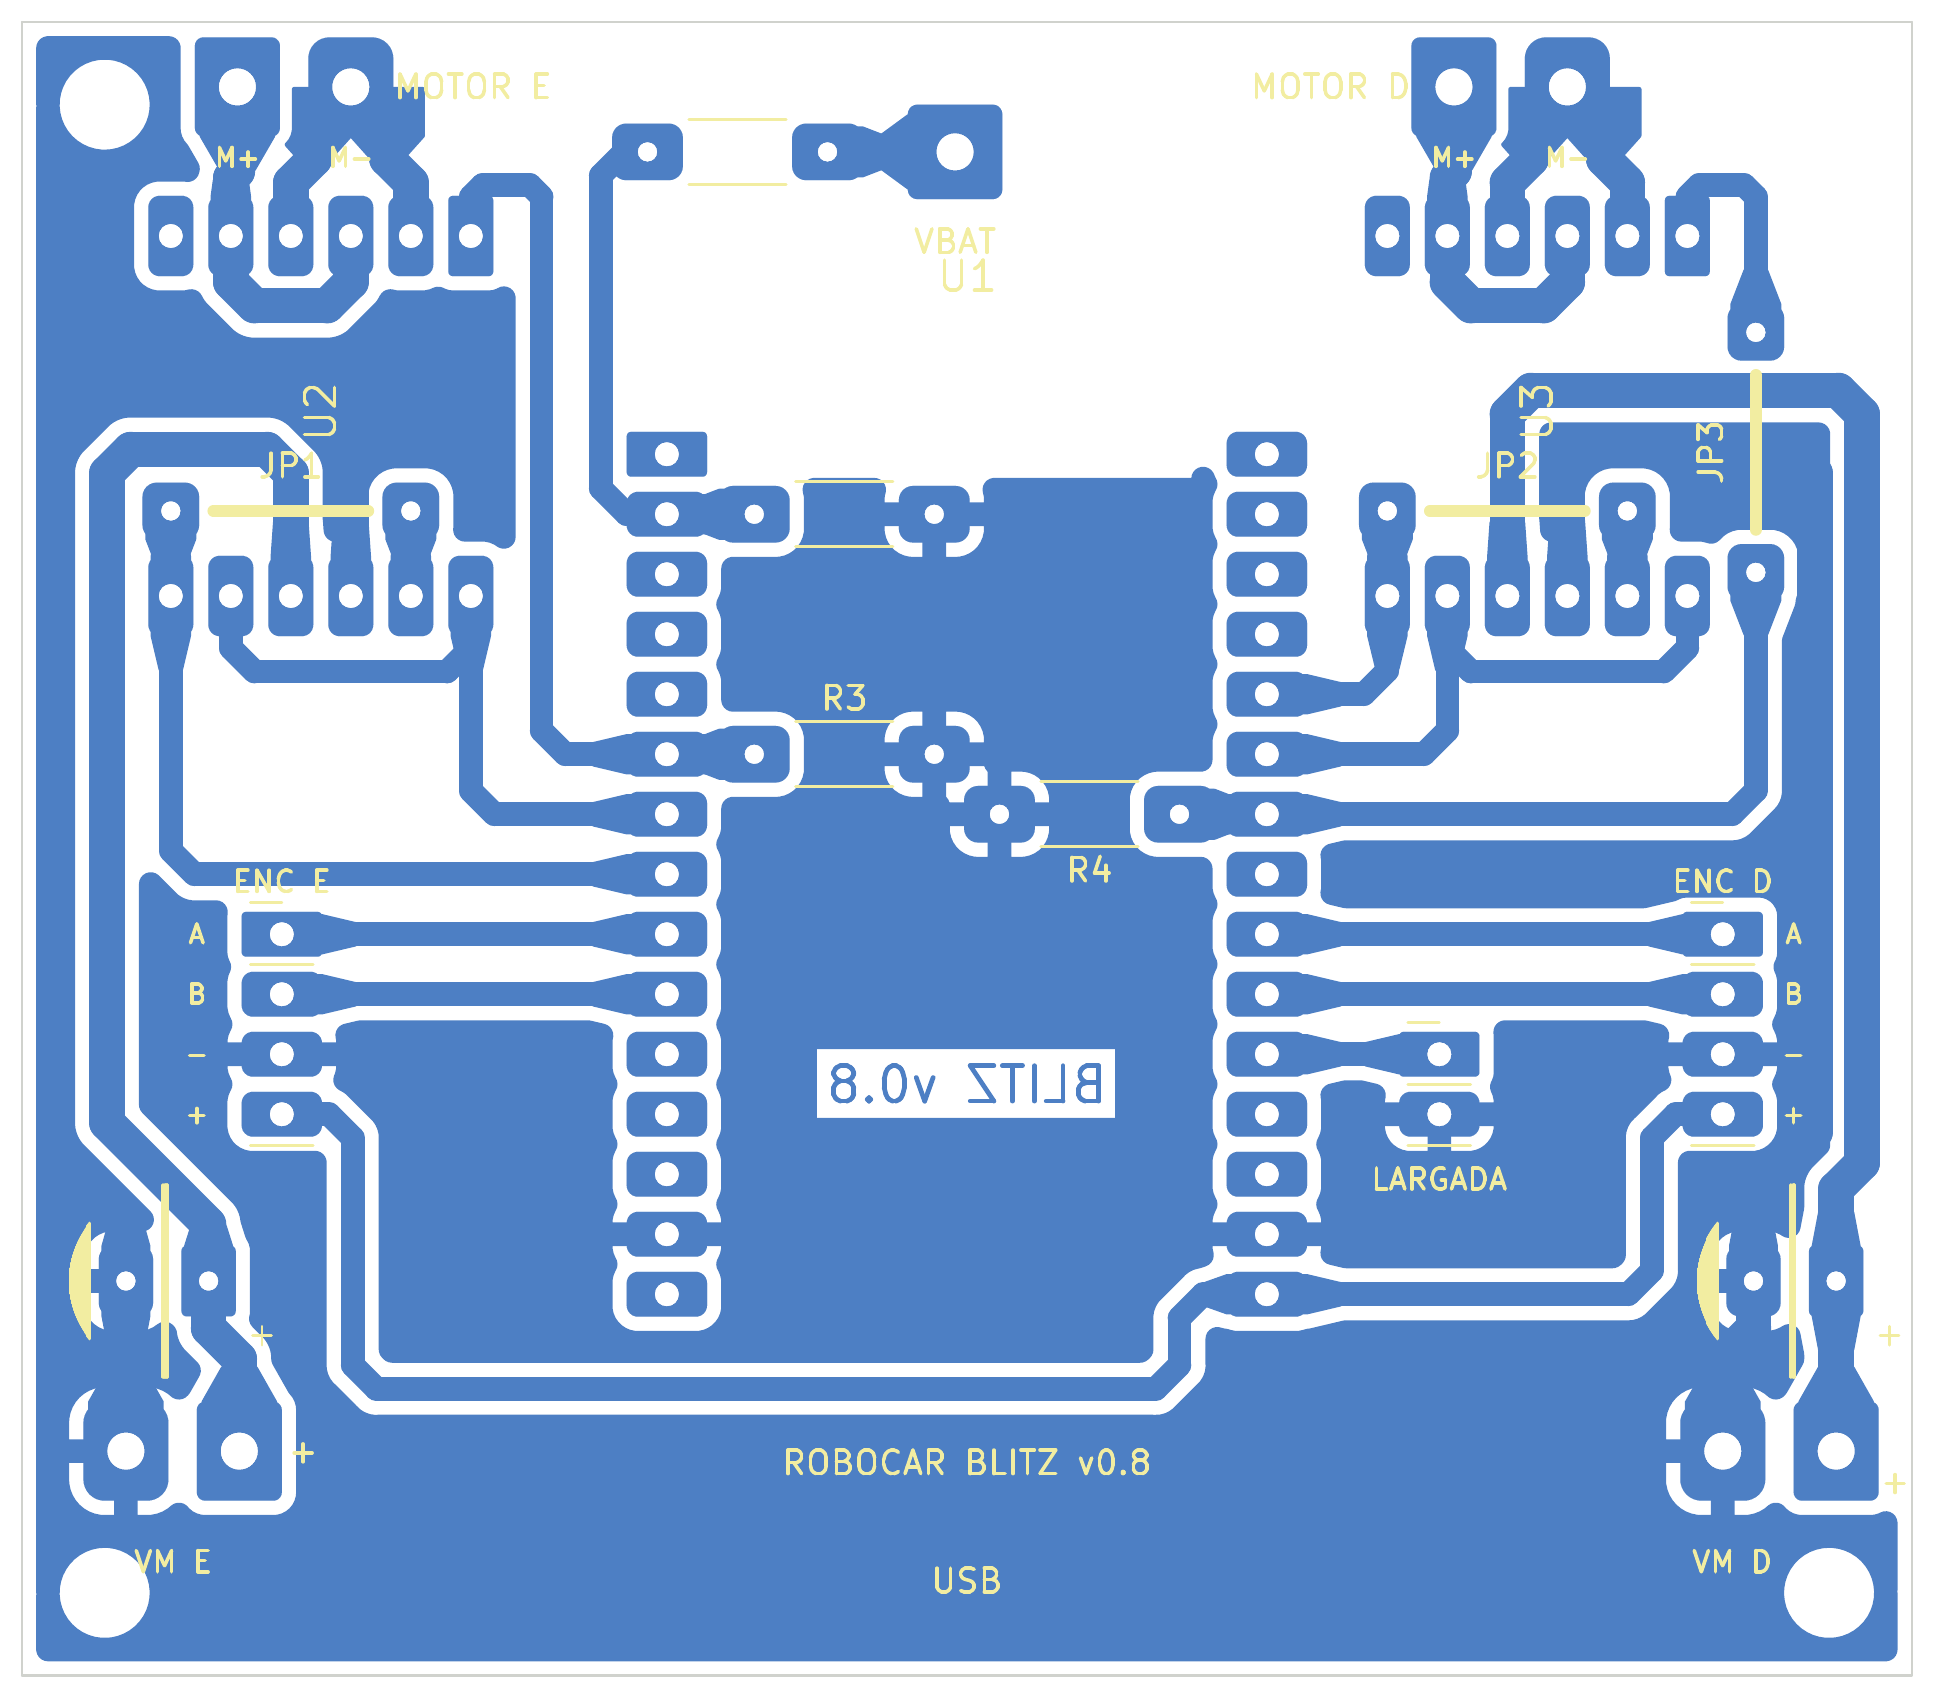 MOTOR E
MOTOR D
M+
M-
M+
M-
VBAT
U1
U2
U3
JP1
JP2
JP3
R3
R4
ENC E
ENC D
A
A
B
B
-
-
+
+
BLITZ v0.8
LARGADA
+
+
+
+
ROBOCAR BLITZ v0.8
VM E
VM D
USB